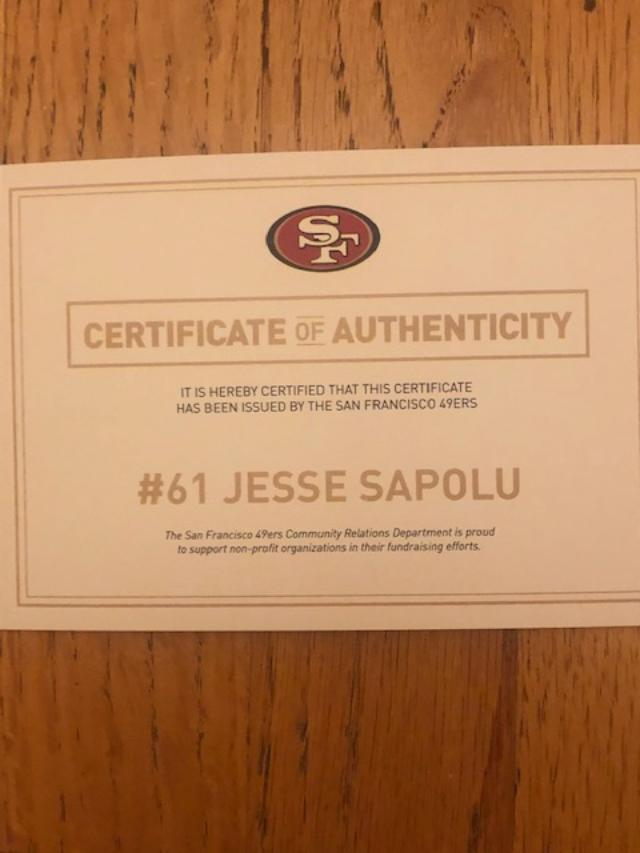 SF
CERTIFICATE OF AUTHENTICITY
IT IS HEREBY CERTIFIED THAT THIS CERTIFICATE
HAS BEEN ISSUED BY THE SAN FRANCISCO 49ERS
#61 JESSE SAPOLU
The San Francisco 49ers Community Relations Department is proud
to support non-profit organizations in their fundraising efforts.